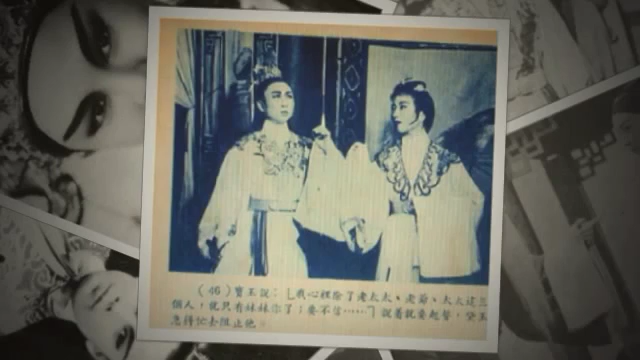 (46) 寶玉說：「我心裡除了老太太、老爺、太太這三
個人，就只有妹妹了；要不信……」說着就要起誓，黛玉
急得忙去阻止他。